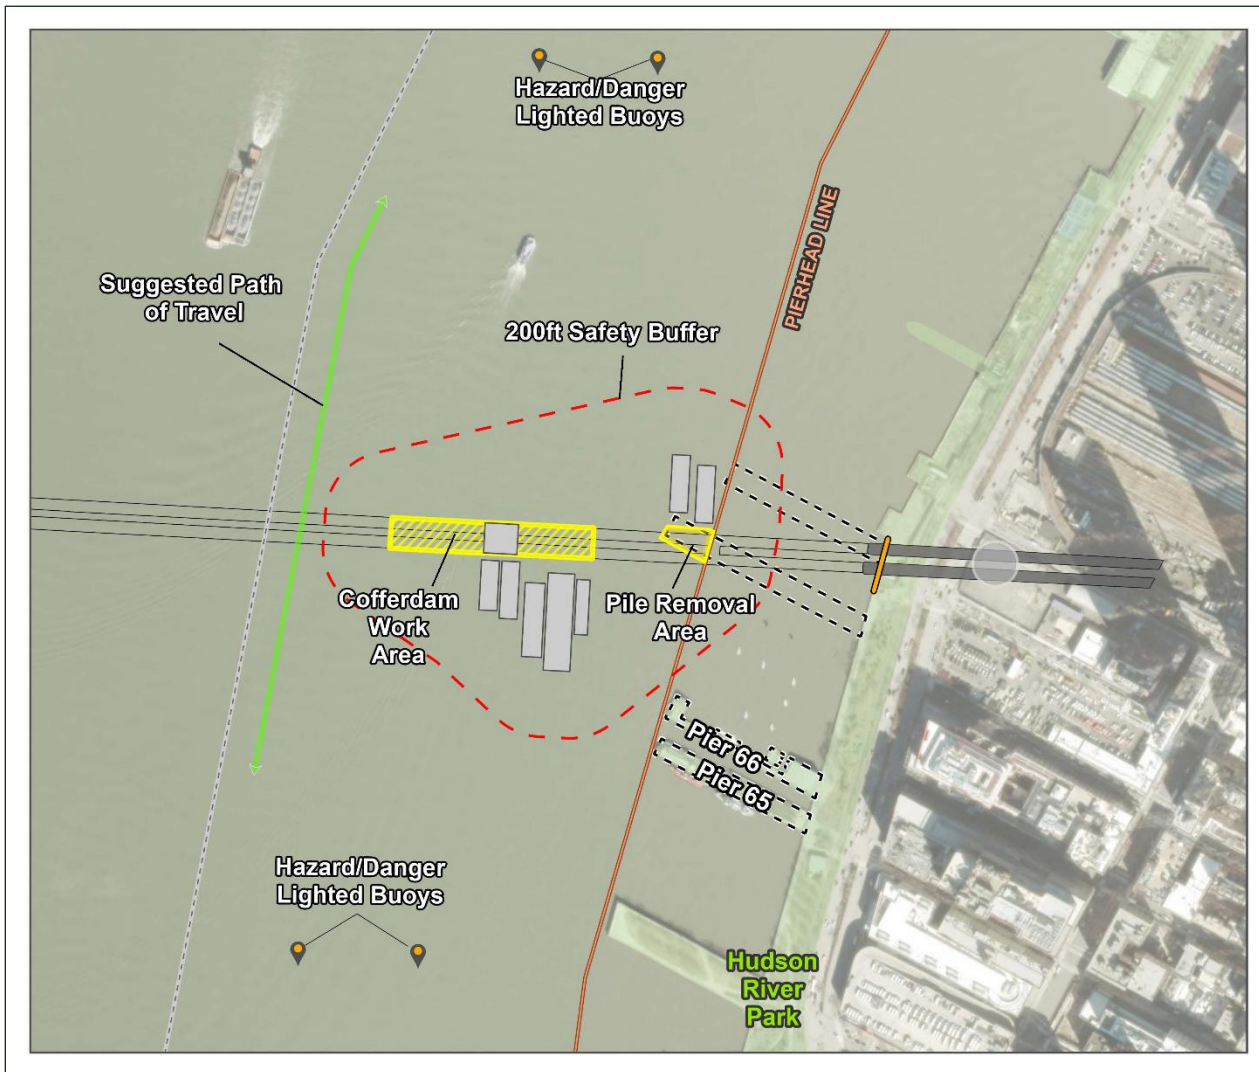 Hazard/Danger
Lighted Buoys
PIERHEAD LINE
Suggested Path
of Travel
200ft Safety Buffer
Cofferdam
Work
Area
Pile Removal
Area
Pier 66
Pier 65
Hazard/Danger
Lighted Buoys
Hudson
River
Park